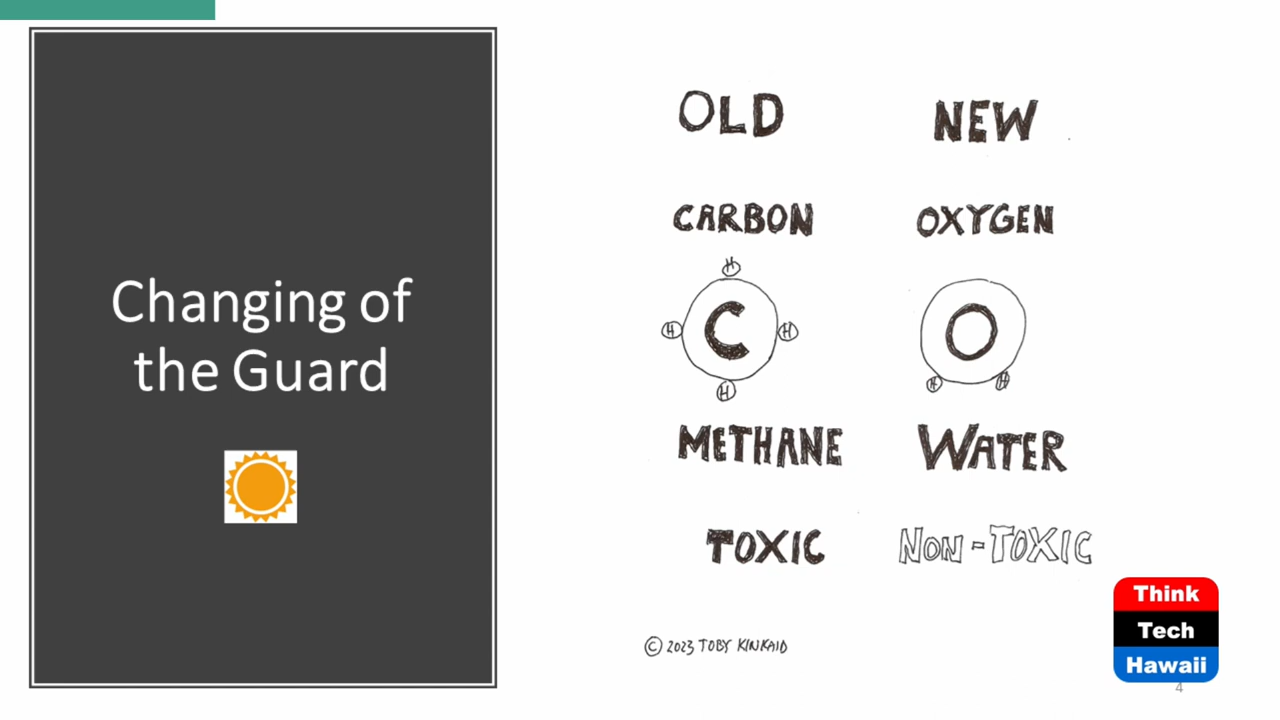 Changing of
the Guard
OLD
NEW
CARBON
OXYGEN
H
H
C
H
H
O
H
H
METHANE
WATER
TOXIC
NON-TOXIC
© 2023 TOBY KINKAID
Think
Tech
Hawaii
4